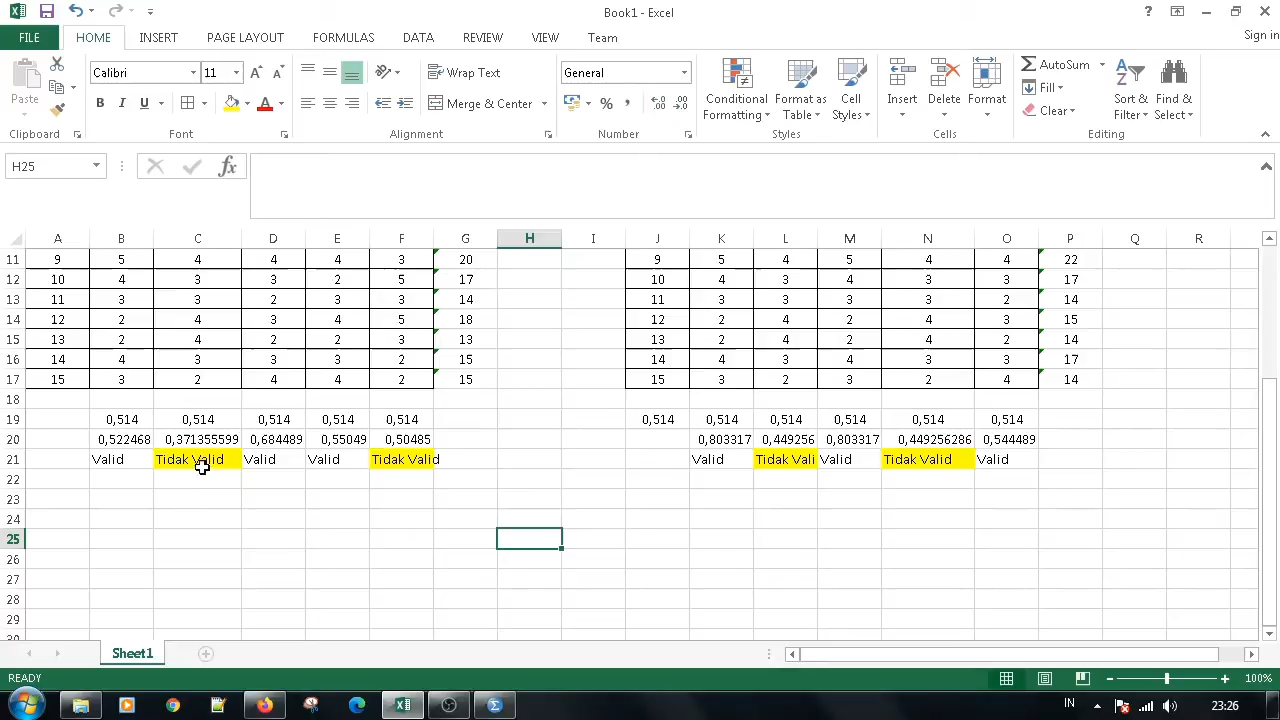 Book1 - Excel
Sign in
FILE HOME INSERT PAGE LAYOUT FORMULAS DATA REVIEW VIEW Team
Paste
Calibri 11
B I U
Wrap Text
Merge & Center
General
%
Conditional Formatting
Format as Table
Cell Styles
Insert
Delete
Format
AutoSum
Fill
Clear
Sort & Filter
Find & Select
Clipboard Font Alignment Number Styles Cells Editing
H25
fx
A B C D E F G H I J K L M N O P Q R
11 9 5 4 4 4 3 20 9 5 4 5 4 4 22
12 10 4 3 3 2 5 17 10 4 3 4 3 3 17
13 11 3 3 2 3 3 14 11 3 3 3 3 2 14
14 12 2 4 3 4 5 18 12 2 4 2 4 3 15
15 13 2 4 2 2 3 13 13 2 4 2 4 2 14
16 14 4 3 3 3 2 15 14 4 3 4 3 3 17
17 15 3 2 4 4 2 15 15 3 2 3 2 4 14
18
19 0,514 0,514 0,514 0,514 0,514 0,514 0,514 0,514 0,514 0,514 0,514
20 0,522468 0,371355599 0,684489 0,55049 0,50485 0,803317 0,449256 0,803317 0,449256286 0,544489
21 Valid Tidak Valid Valid Valid Tidak Valid Valid Tidak Vali Valid Tidak Valid Valid
22
23
24
25
26
27
28
29
30
Sheet1
READY
100%
IN
23:26